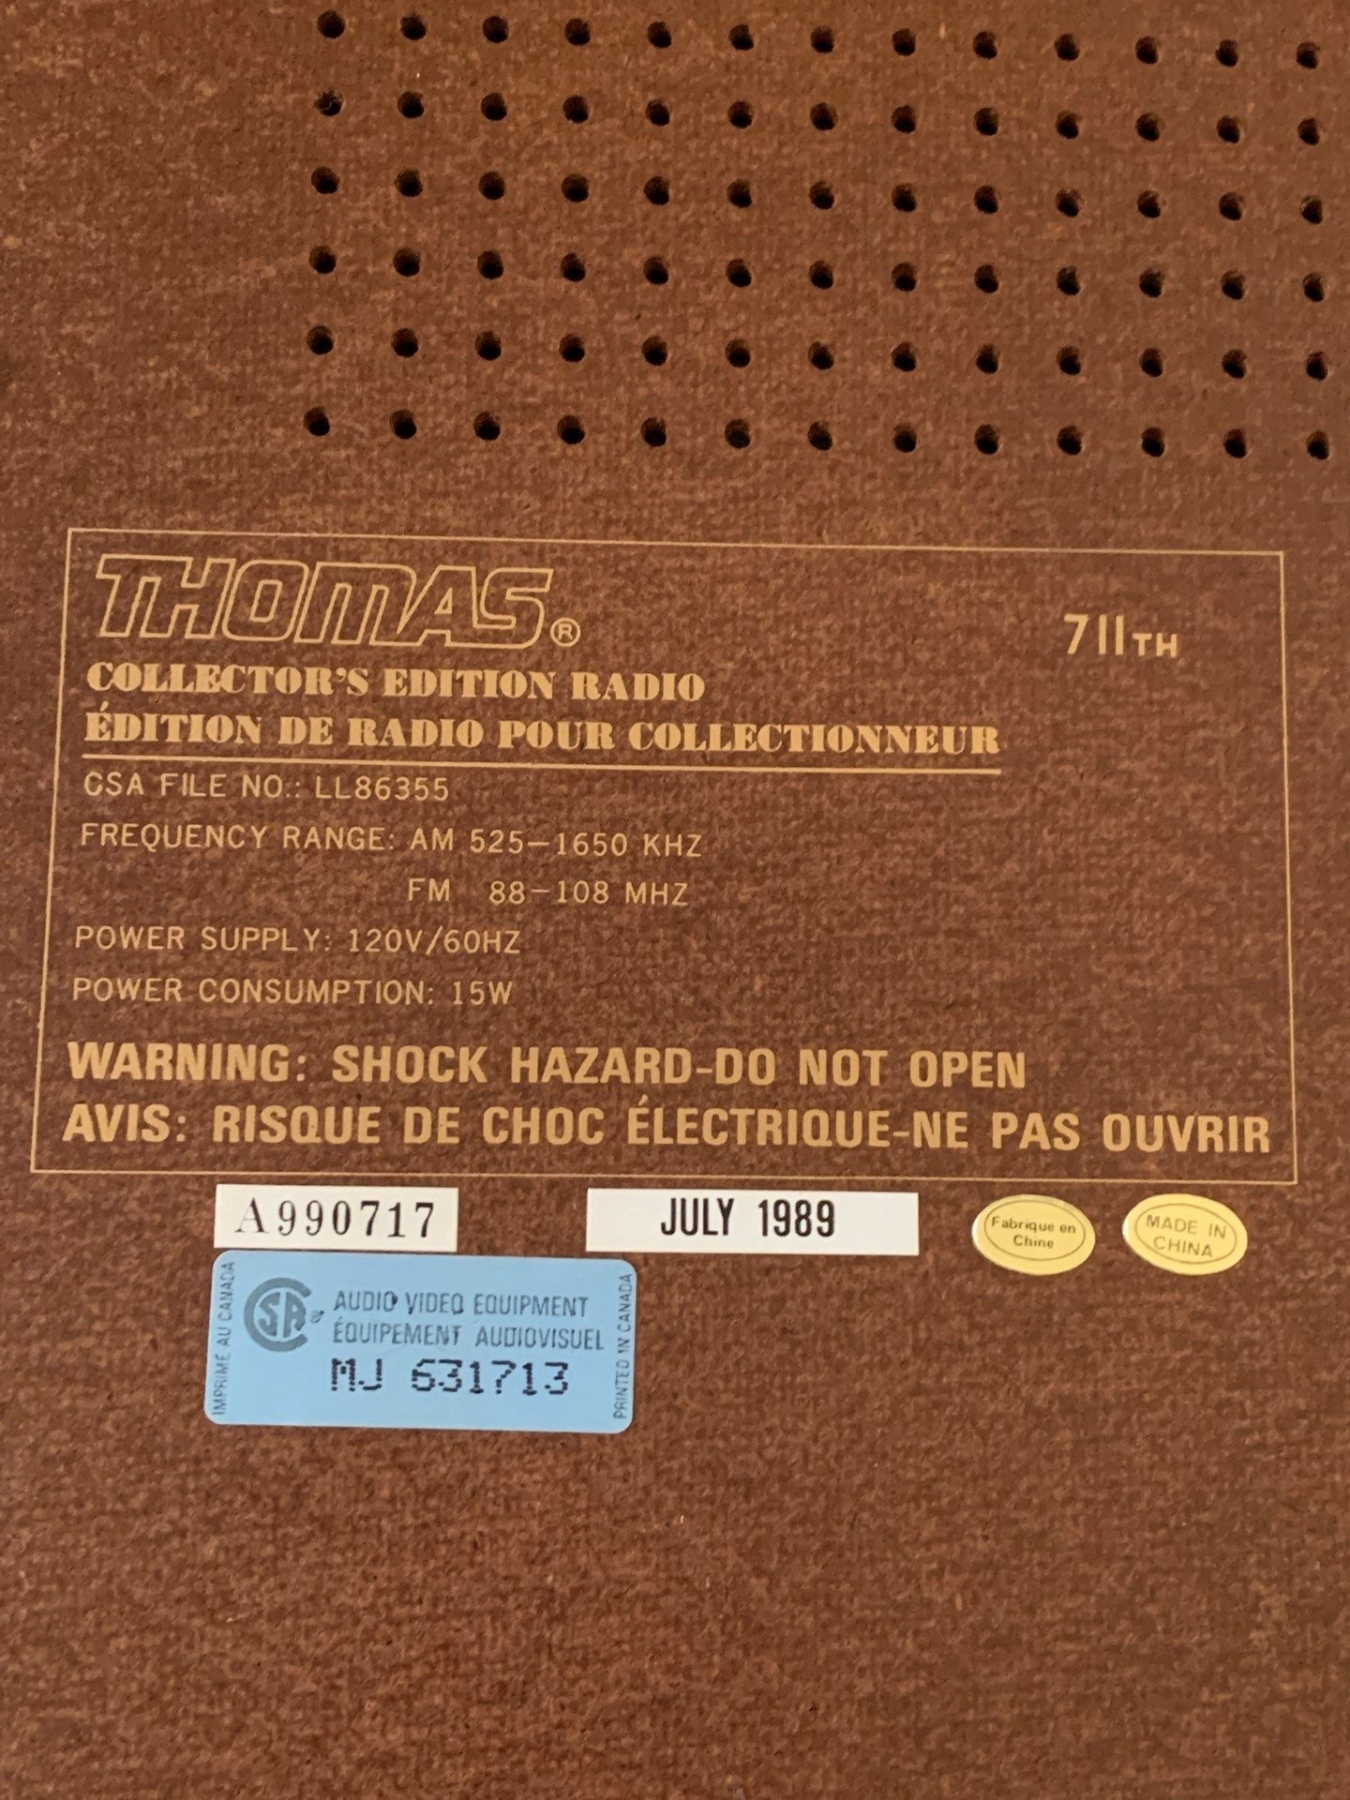 THOMAS®
711TH
COLLECTOR'S EDITION RADIO
ÉDITION DE RADIO POUR COLLECTIONNEUR
CSA FILE NO.: LL86355
FREQUENCY RANGE: AM 525-1650 KHZ
FM 88-108 MHZ
POWER SUPPLY: 120V/60HZ
POWER CONSUMPTION: 15W
WARNING: SHOCK HAZARD-DO NOT OPEN
AVIS: RISQUE DE CHOC ÉLECTRIQUE-NE PAS OUVRIR
A990717
JULY 1989
Fabrique en
Chine
MADE IN
CHINA
IMPRIMÉ AU CANADA
SA
AUDIO VIDEO EQUIPMENT
ÉQUIPEMENT AUDIOVISUEL
MJ 631713
PRINTED IN CANADA